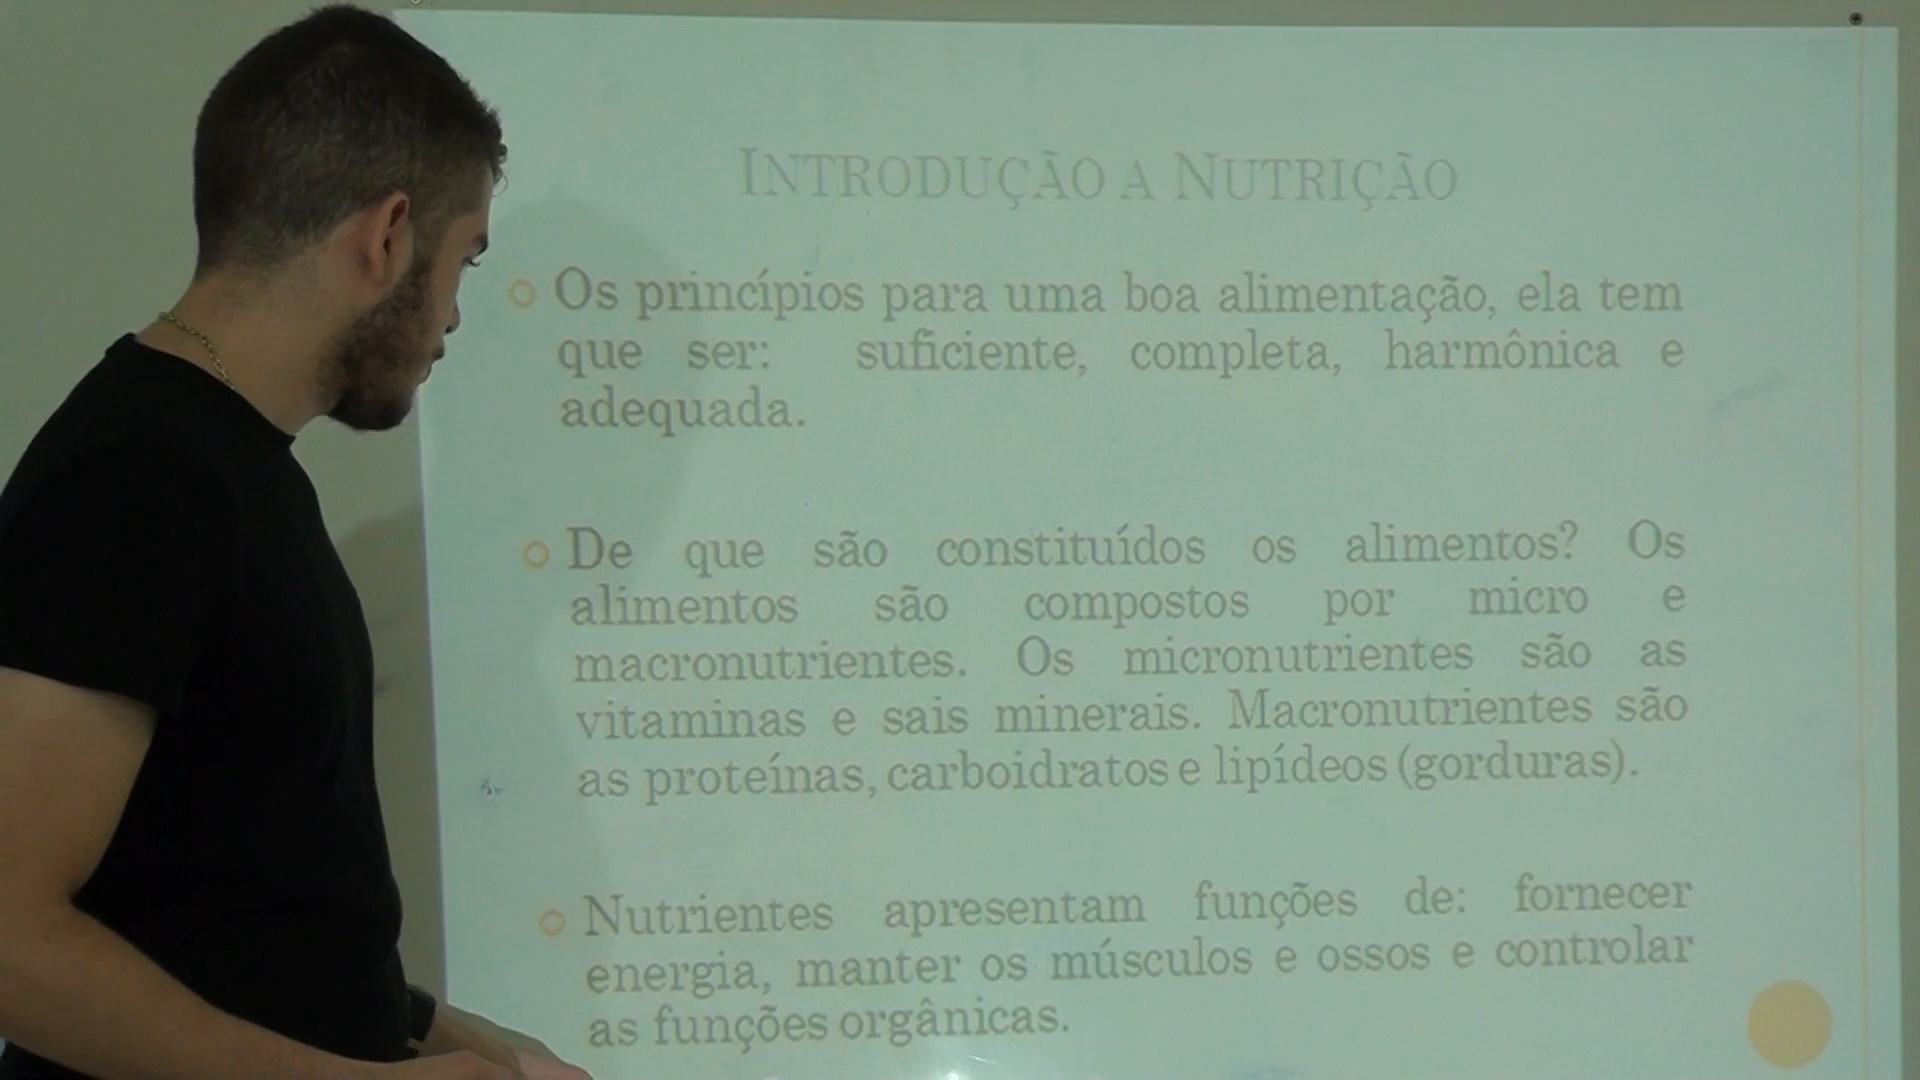 INTRODUÇÃO A NUTRIÇÃO
Os princípios para uma boa alimentação, ela tem
que ser: suficiente, completa, harmônica e
adequada.
De que são constituídos os alimentos? Os
alimentos são compostos por micro e
macronutrientes. Os micronutrientes são as
vitaminas e sais minerais. Macronutrientes são
as proteínas, carboidratos e lipídeos (gorduras).
Nutrientes apresentam funções de: fornecer
energia, manter os músculos e ossos e controlar
as funções orgânicas.